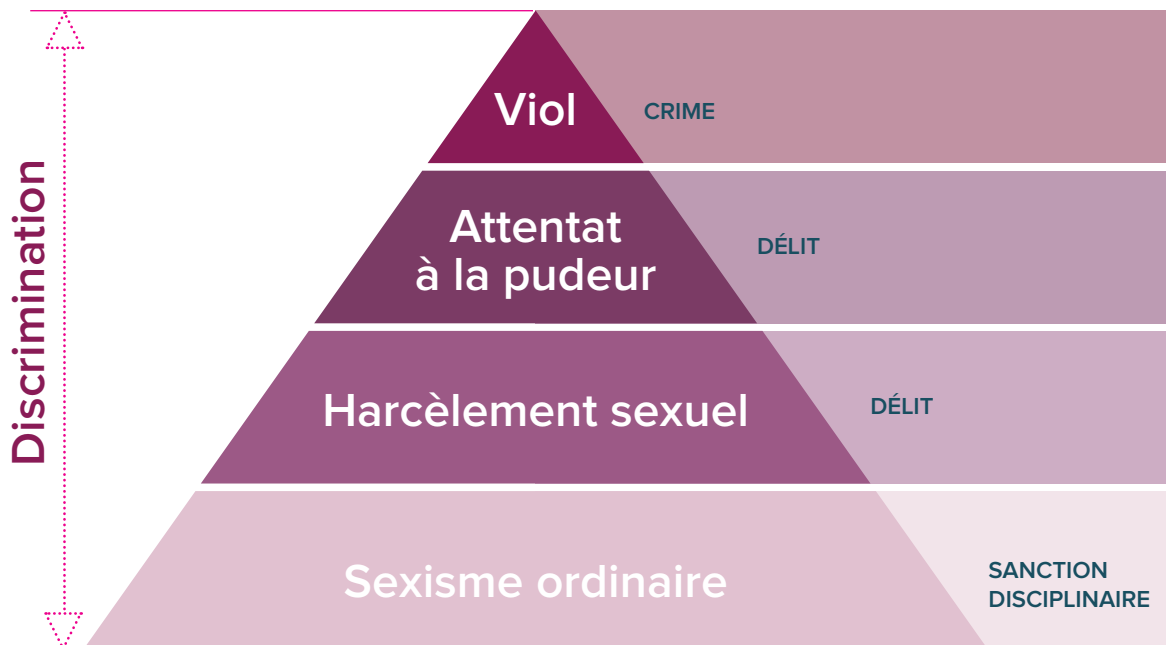 Discrimination
Viol
CRIME
Attentat
à la pudeur
DÉLIT
Harcèlement sexuel
DÉLIT
Sexisme ordinaire
SANCTION
DISCIPLINAIRE